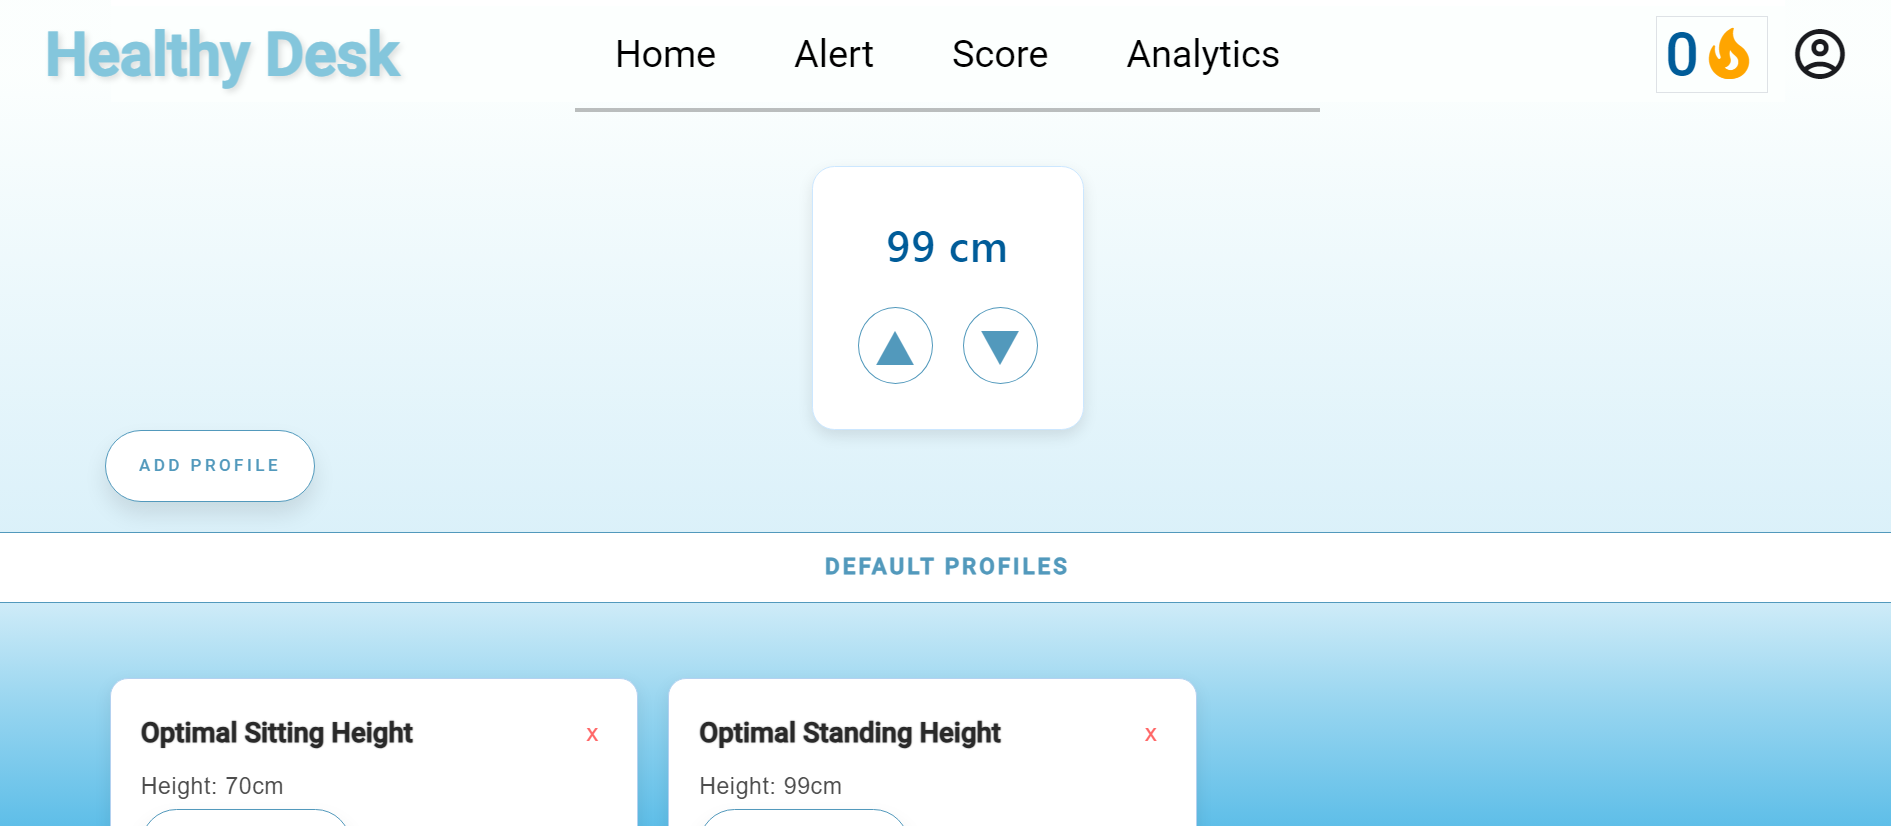 Healthy Desk
Home Alert Score Analytics
0
99 cm
ADD PROFILE
DEFAULT PROFILES
Optimal Sitting Height x
Height: 70cm
Optimal Standing Height x
Height: 99cm